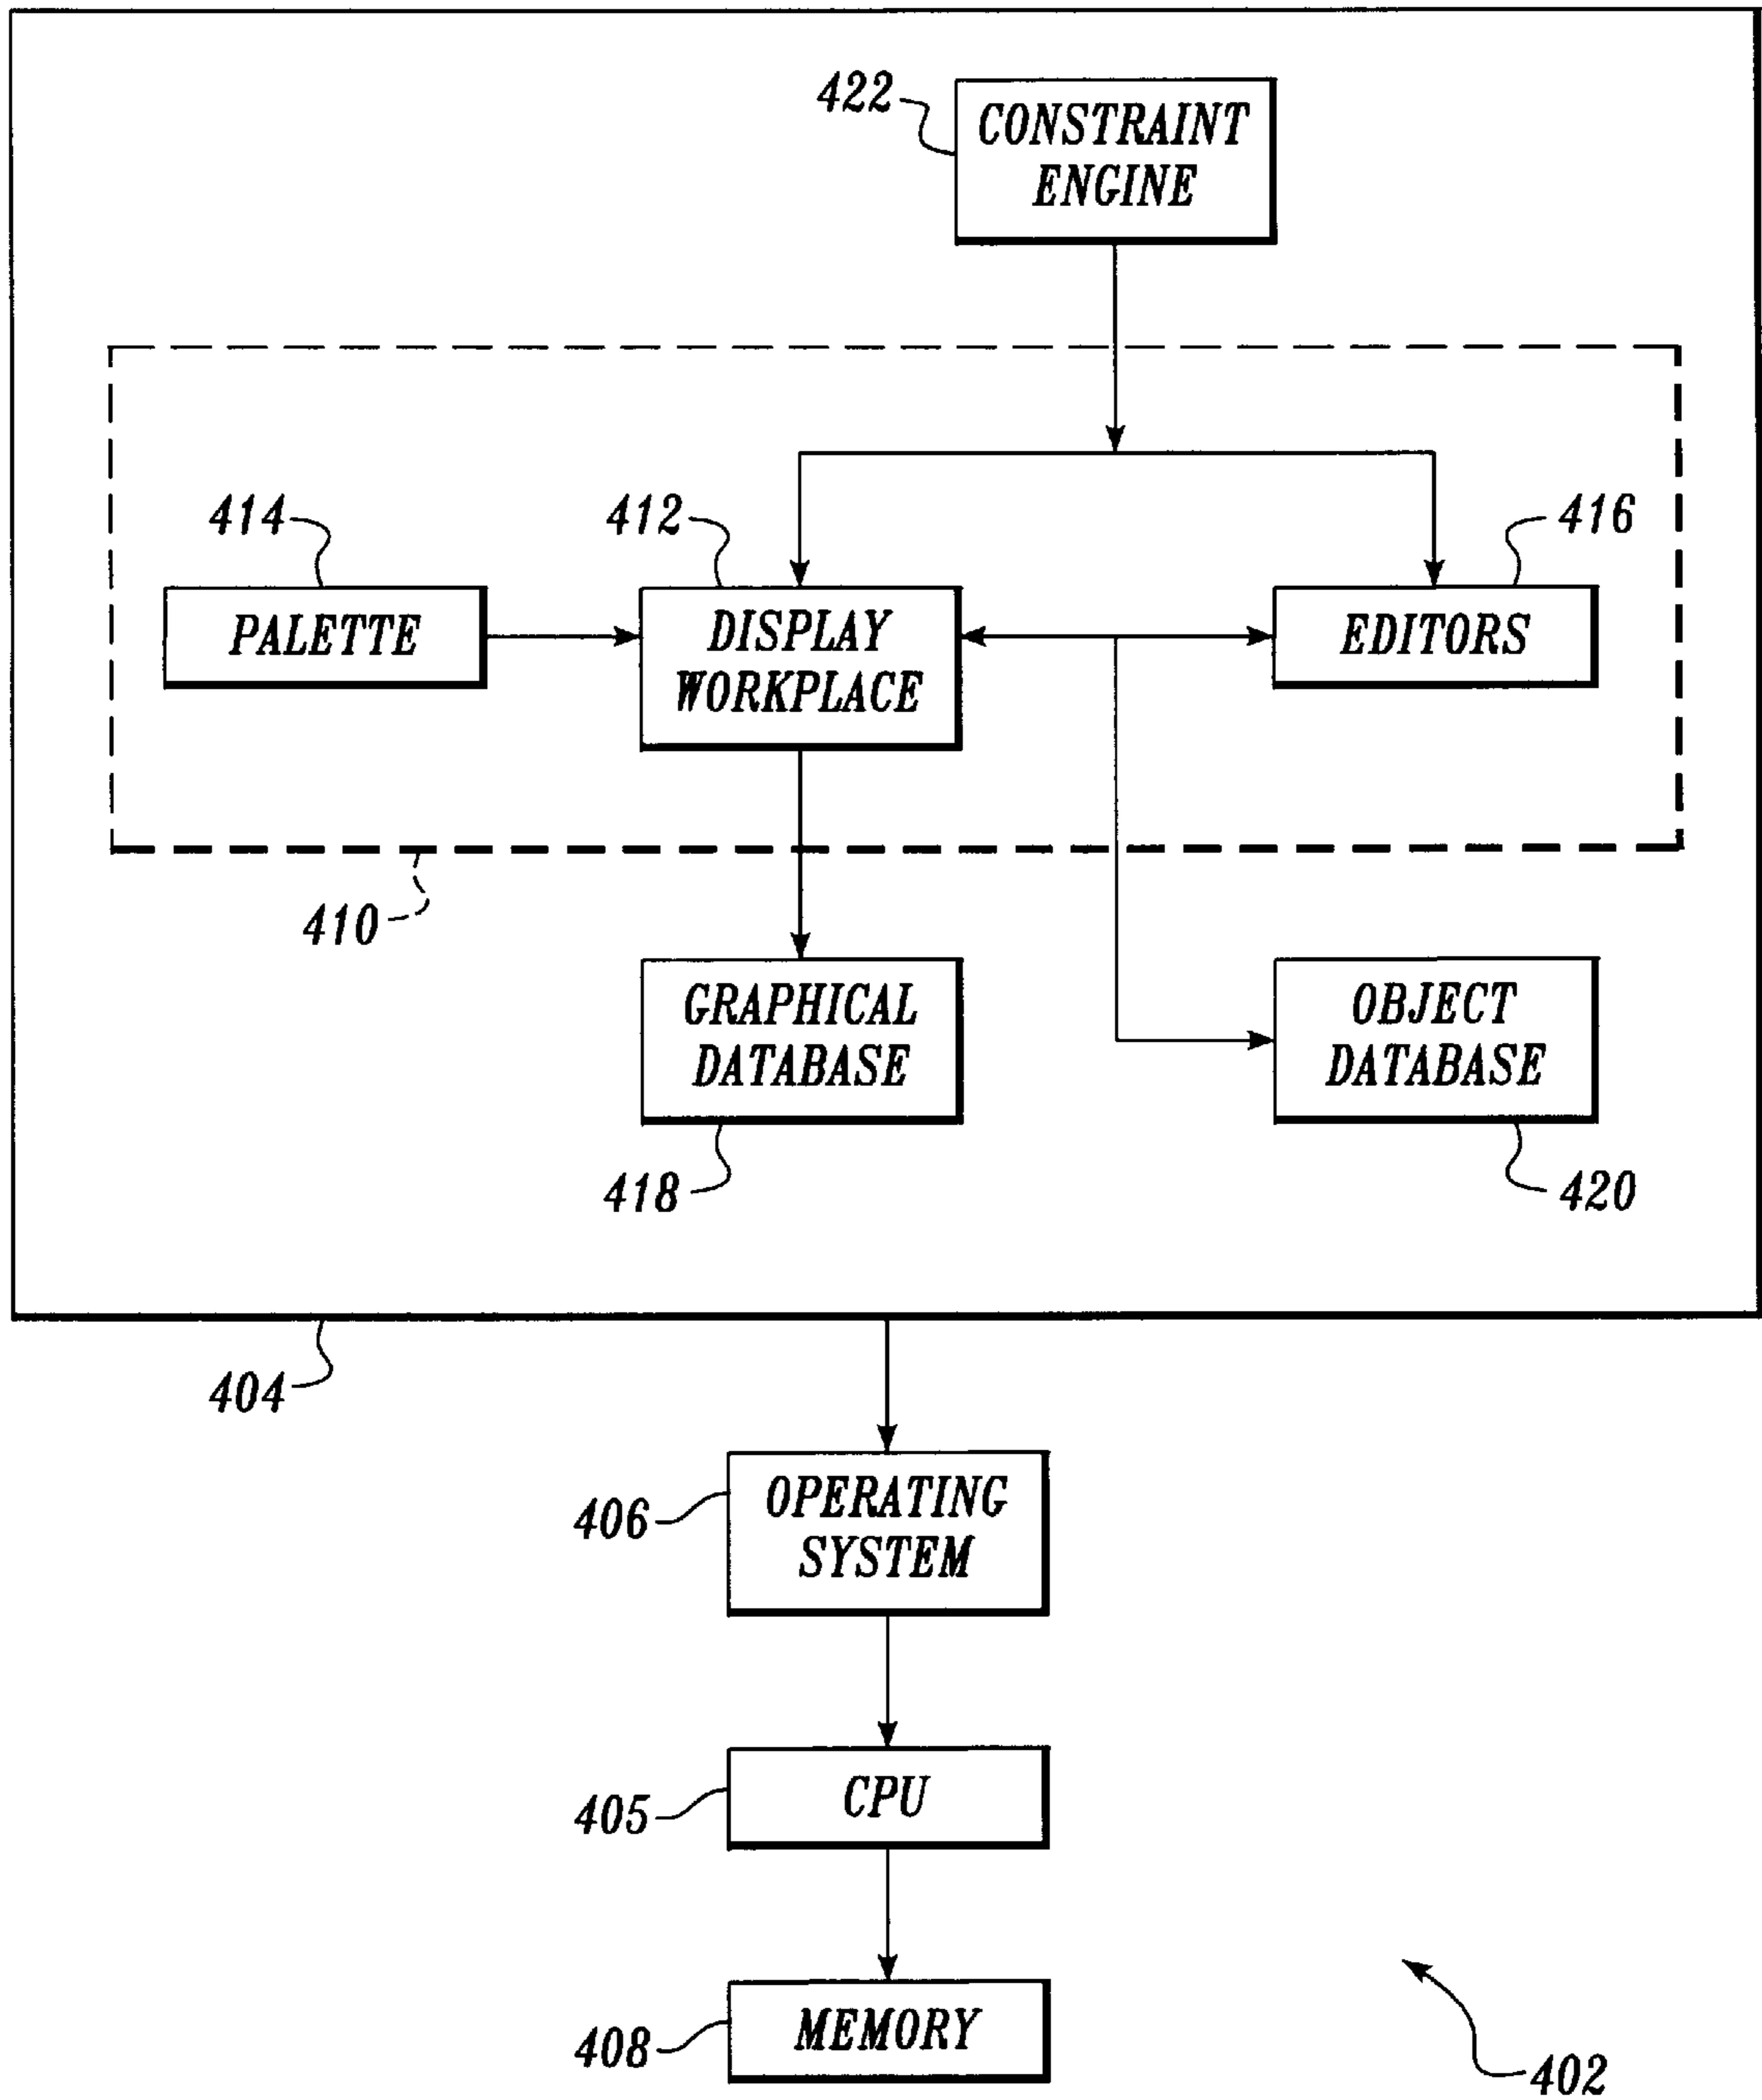 422
CONSTRAINT
ENGINE
414
412
416
PALETTE
DISPLAY
WORKPLACE
EDITORS
410
GRAPHICAL
DATABASE
OBJECT
DATABASE
418
420
404
406
OPERATING
SYSTEM
405
CPU
408
MEMORY
402